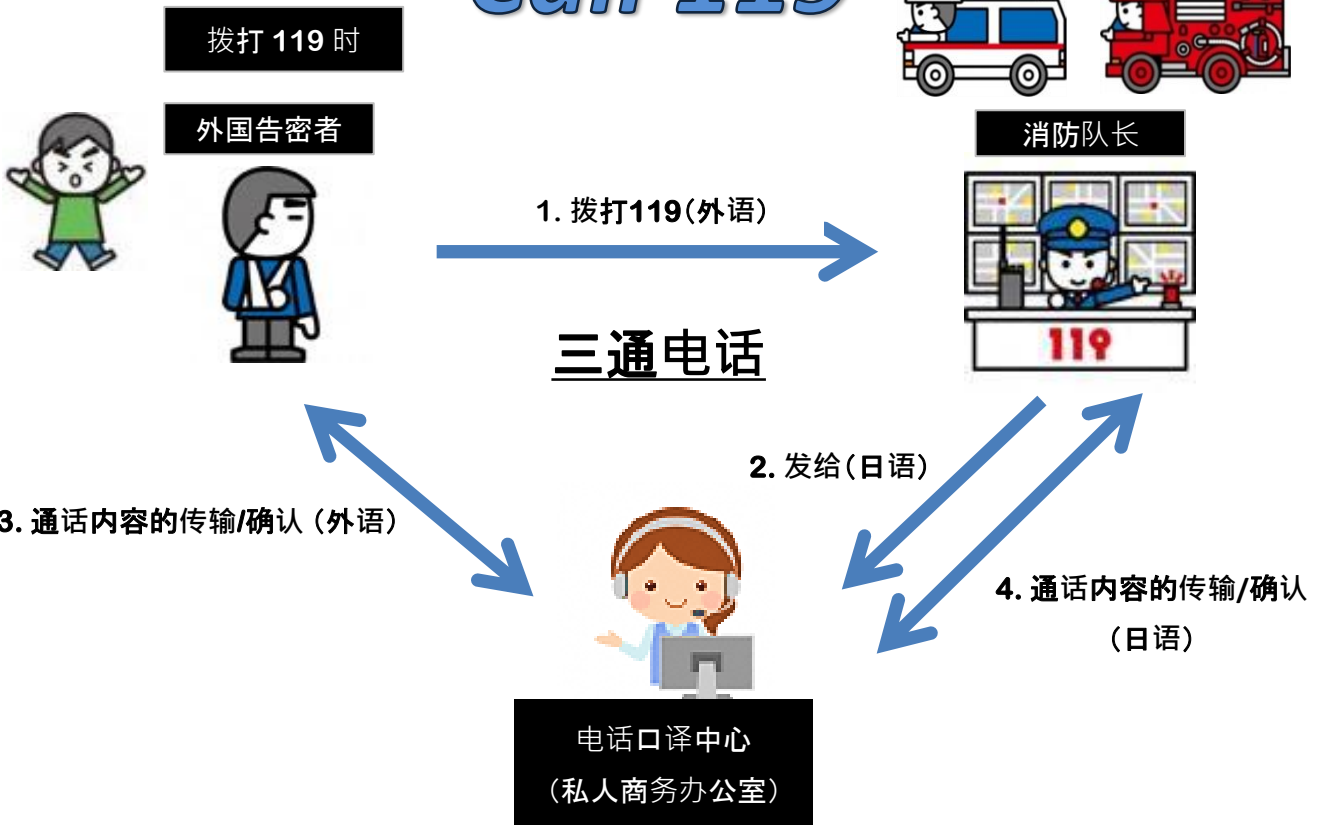 Call 119
拨打 119 时
外国告密者
消防队长
1. 拨打119(外语)
119
三通电话
2. 发给(日语)
3. 通话内容的传输/确认(外语)
4. 通话内容的传输/确认
(日语)
电话口译中心
(私人商务办公室)